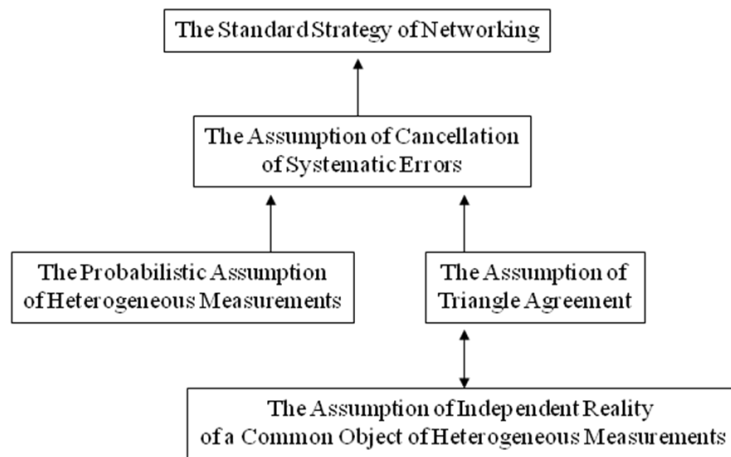 The Standard Strategy of Networking
The Assumption of Cancellation
of Systematic Errors
The Probabilistic Assumption
of Heterogeneous Measurements
The Assumption of
Triangle Agreement
The Assumption of Independent Reality
of a Common Object of Heterogeneous Measurements